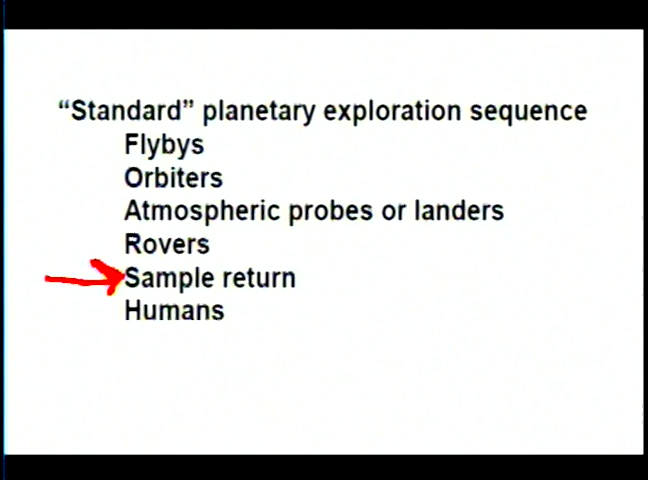 “Standard” planetary exploration sequence
Flybys
Orbiters
Atmospheric probes or landers
Rovers
Sample return
Humans